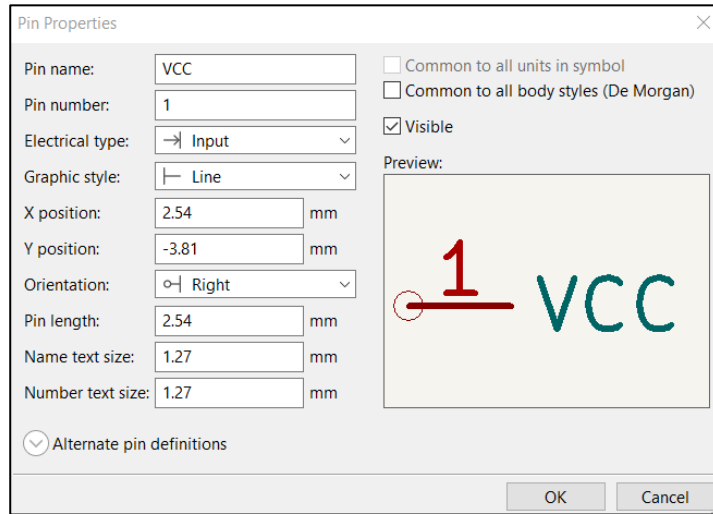 Pin Properties
Pin name: VCC
Pin number: 1
Electrical type: Input
Graphic style: Line
X position: 2.54 mm
Y position: -3.81 mm
Orientation: Right
Pin length: 2.54 mm
Name text size: 1.27 mm
Number text size: 1.27 mm
Alternate pin definitions
Common to all units in symbol
Common to all body styles (De Morgan)
Visible
Preview:
1
VCC
OK Cancel